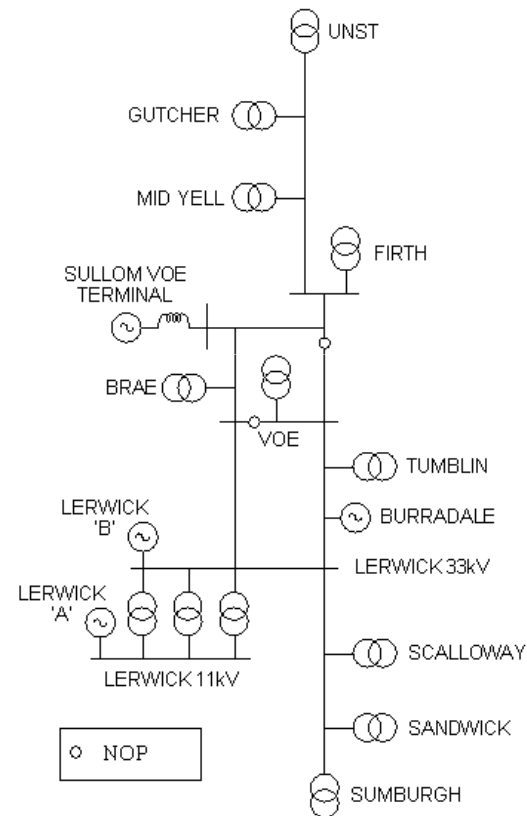 UNST
GUTCHER
MID YELL
FIRTH
SULLOM VOE
TERMINAL
BRAE
VOE
TUMBLIN
LERWICK
'B'
BURRADALE
LERWICK 33kV
LERWICK
'A'
SCALLOWAY
LERWICK 11kV
SANDWICK
NOP
SUMBURGH